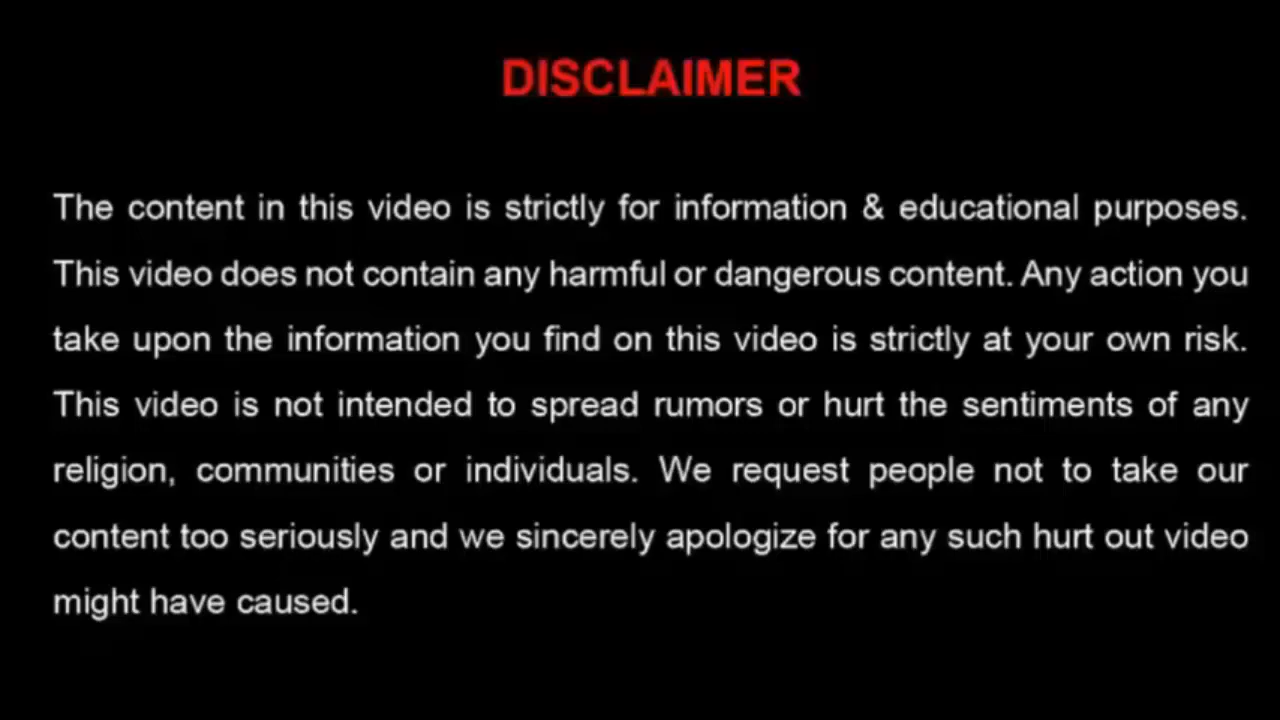 DISCLAIMER
The content in this video is strictly for information & educational purposes.
This video does not contain any harmful or dangerous content. Any action you
take upon the information you find on this video is strictly at your own risk.
This video is not intended to spread rumors or hurt the sentiments of any
religion, communities or individuals. We request people not to take our
content too seriously and we sincerely apologize for any such hurt out video
might have caused.